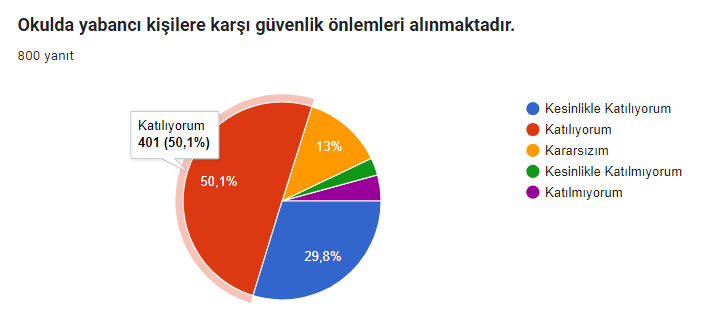 Okulda yabancı kişilere karşı güvenlik önlemleri alınmaktadır.
800 yanıt
Katılıyorum
401 (50,1%)
13%
50,1%
29,8%
Kesinlikle Katılıyorum
Katılıyorum
Kararsızım
Kesinlikle Katılmıyorum
Katılmıyorum